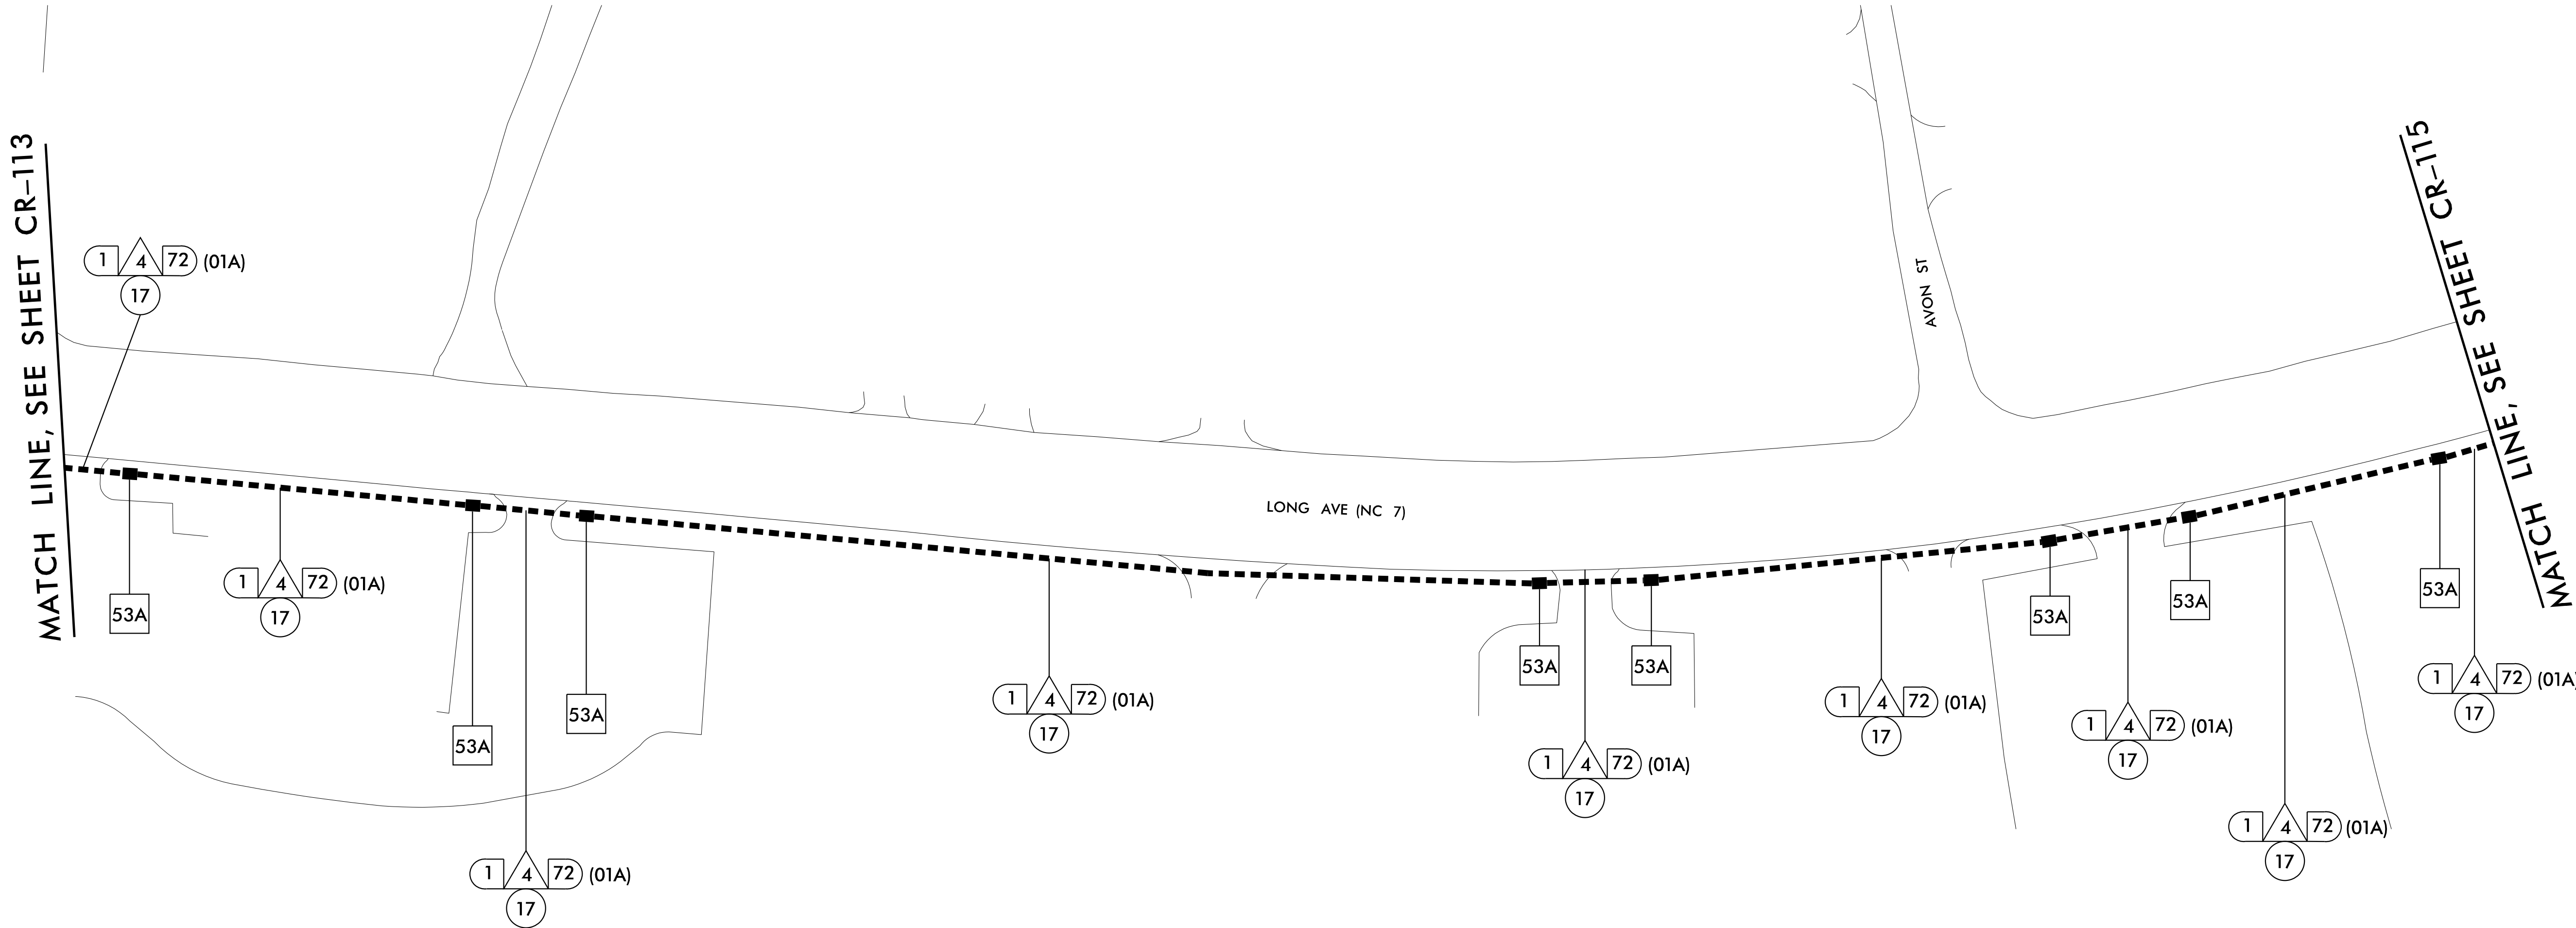 MATCH LINE, SEE SHEET CR-113
MATCH LINE, SEE SHEET CR-115
1 4 72 (01A)
17
AVON ST
LONG AVE (NC 7)
53A
1 4 72 (01A)
17
53A
1 4 72 (01A)
17
53A
1 4 72 (01A)
17
53A
1 4 72 (01A)
17
53A
1 4 72 (01A)
17
53A
1 4 72 (01A)
17
53A
1 4 72 (01A)
17
53A
1 4 72 (01A
17